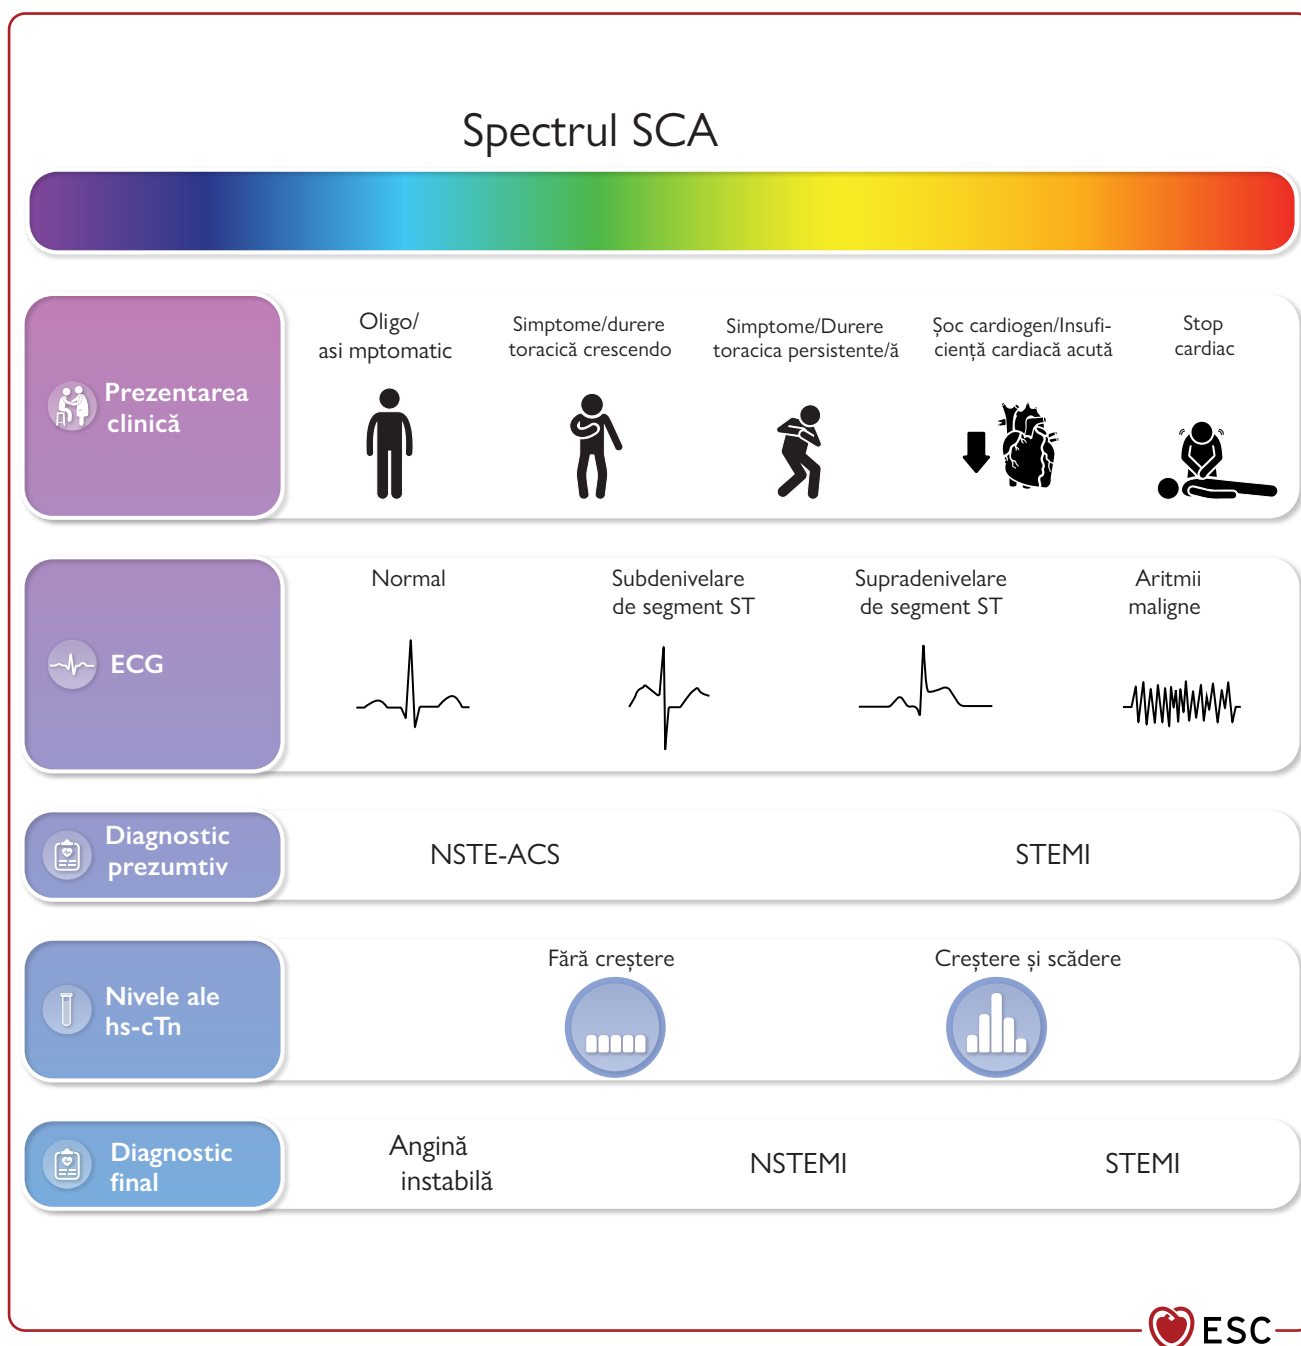 Spectrul SCA
Prezentarea
clinică
Oligo/
asi mptomatic
Simptome/durere
toracică crescendo
Simptome/Durere
toracica persistente/ă
Șoc cardiogen/Insufi-
ciență cardiacă acută
Stop
cardiac
ECG
Normal
Subdenivelare
de segment ST
Supradenivelare
de segment ST
Aritmii
maligne
Diagnostic
prezumtiv
NSTE-ACS
STEMI
Nivele ale
hs-cTn
Fără creștere
Creștere și scădere
Diagnostic
final
Angină
instabilă
NSTEMI
STEMI
ESC